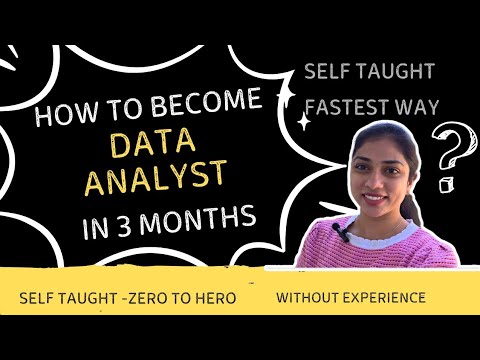 SELF TAUGHT
FASTEST WAY
HOW TO BECOME
DATA
ANALYST
IN 3 MONTHS
?
SELF TAUGHT -ZERO TO HERO
WITHOUT EXPERIENCE